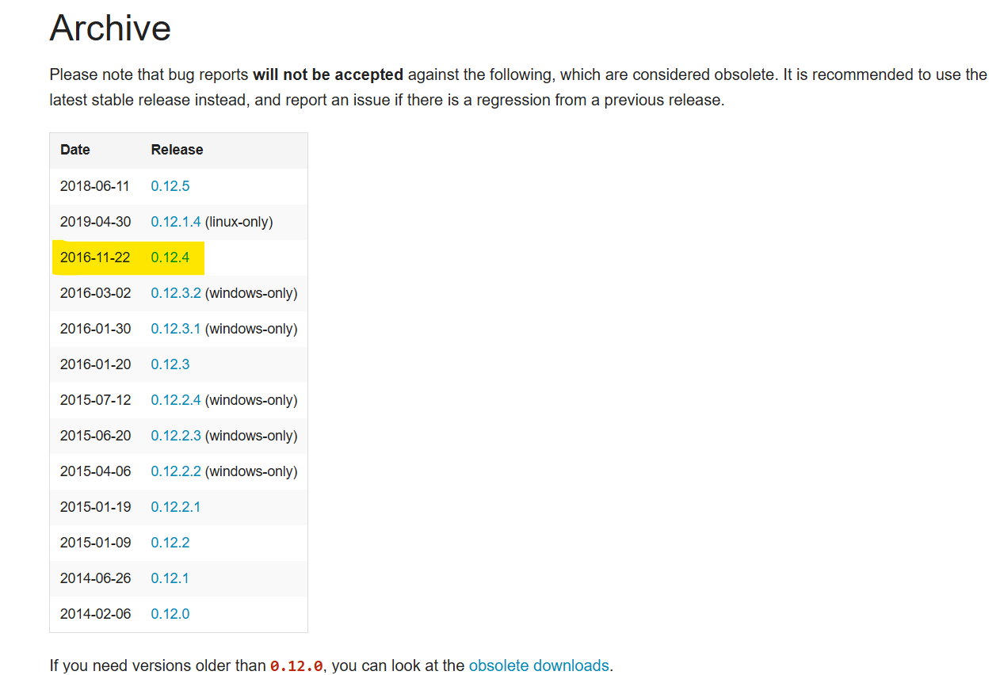 Archive
Please note that bug reports will not be accepted against the following, which are considered obsolete. It is recommended to use the
latest stable release instead, and report an issue if there is a regression from a previous release.
Date Release
2018-06-11 0.12.5
2019-04-30 0.12.1.4 (linux-only)
2016-11-22 0.12.4
2016-03-02 0.12.3.2 (windows-only)
2016-01-30 0.12.3.1 (windows-only)
2016-01-20 0.12.3
2015-07-12 0.12.2.4 (windows-only)
2015-06-20 0.12.2.3 (windows-only)
2015-04-06 0.12.2.2 (windows-only)
2015-01-19 0.12.2.1
2015-01-09 0.12.2
2014-06-26 0.12.1
2014-02-06 0.12.0
If you need versions older than 0.12.0, you can look at the obsolete downloads.